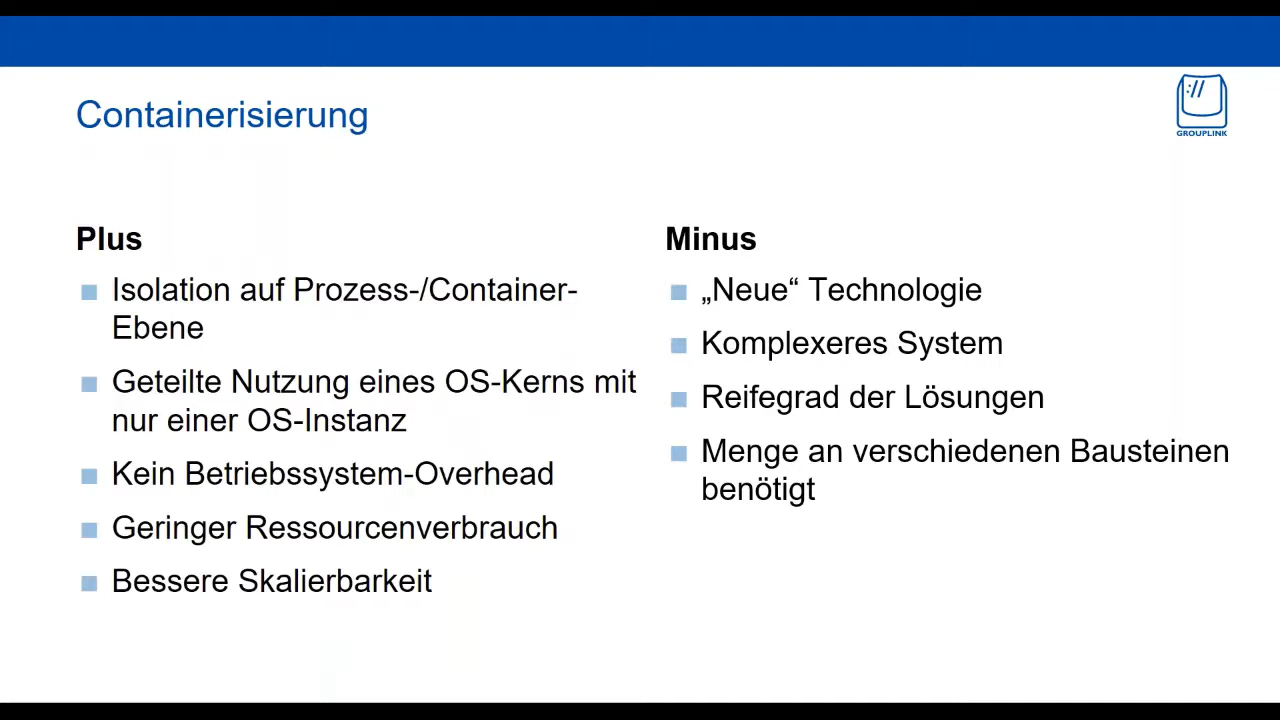 Containerisierung
://
GROUPLINK
Plus
Isolation auf Prozess-/Container-
Ebene
Geteilte Nutzung eines OS-Kerns mit
nur einer OS-Instanz
Kein Betriebssystem-Overhead
Geringer Ressourcenverbrauch
Bessere Skalierbarkeit
Minus
„Neue“ Technologie
Komplexeres System
Reifegrad der Lösungen
Menge an verschiedenen Bausteinen
benötigt